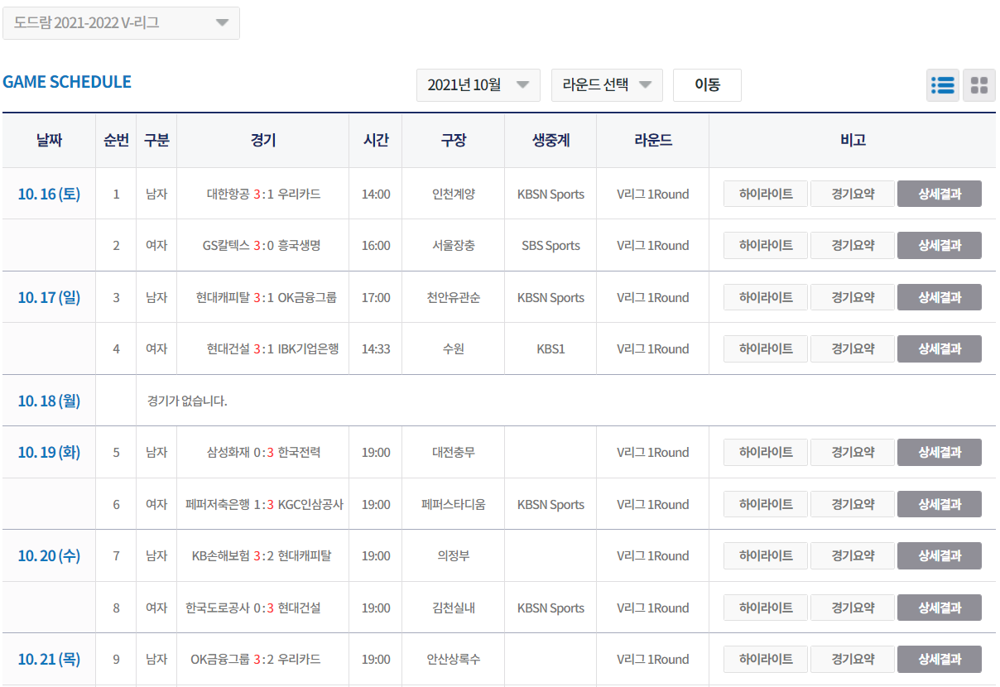 도드람 2021-2022 V-리그
GAME SCHEDULE 2021년 10월 라운드 선택 이동
날짜 순번 구분 경기 시간 구장 생중계 라운드 비고
10. 16 (토) 1 남자 대한항공 3 : 1 우리카드 14:00 인천계양 KBSN Sports V리그 1Round 하이라이트 경기요약 상세결과
2 여자 GS칼텍스 3 : 0 흥국생명 16:00 서울장충 SBS Sports V리그 1Round 하이라이트 경기요약 상세결과
10. 17 (일) 3 남자 현대캐피탈 3 : 1 OK금융그룹 17:00 천안유관순 KBSN Sports V리그 1Round 하이라이트 경기요약 상세결과
4 여자 현대건설 3 : 1 IBK기업은행 14:33 수원 KBS1 V리그 1Round 하이라이트 경기요약 상세결과
10. 18 (월) 경기가 없습니다.
10. 19 (화) 5 남자 삼성화재 0 : 3 한국전력 19:00 대전충무 V리그 1Round 하이라이트 경기요약 상세결과
6 여자 페퍼저축은행 1 : 3 KGC인삼공사 19:00 페퍼스타디움 KBSN Sports V리그 1Round 하이라이트 경기요약 상세결과
10. 20 (수) 7 남자 KB손해보험 3 : 2 현대캐피탈 19:00 의정부 V리그 1Round 하이라이트 경기요약 상세결과
8 여자 한국도로공사 0 : 3 현대건설 19:00 김천실내 KBSN Sports V리그 1Round 하이라이트 경기요약 상세결과
10. 21 (목) 9 남자 OK금융그룹 3 : 2 우리카드 19:00 안산상록수 V리그 1Round 하이라이트 경기요약 상세결과